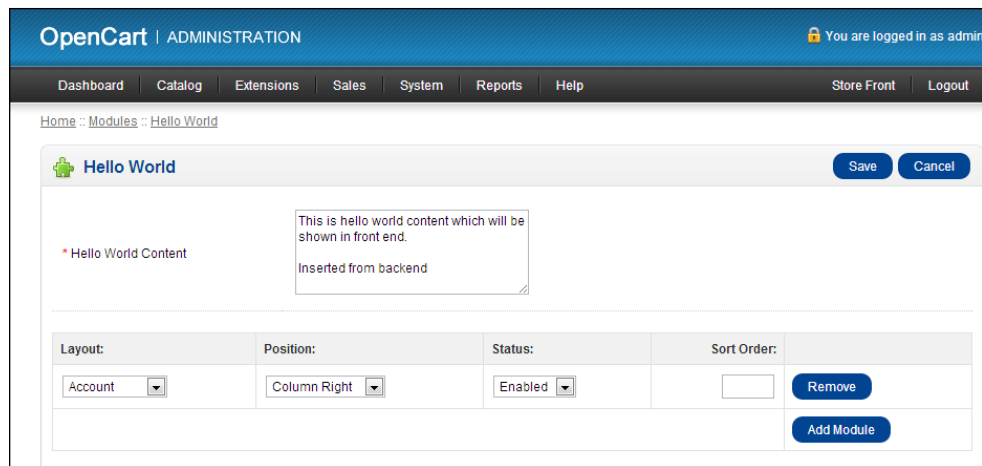 OpenCart | ADMINISTRATION You are logged in as admin
Dashboard Catalog Extensions Sales System Reports Help Store Front Logout
Home :: Modules :: Hello World
Hello World Save Cancel
* Hello World Content
This is hello world content which will be
shown in front end.
Inserted from backend
Layout: Position: Status: Sort Order:
Account Column Right Enabled Remove
Add Module